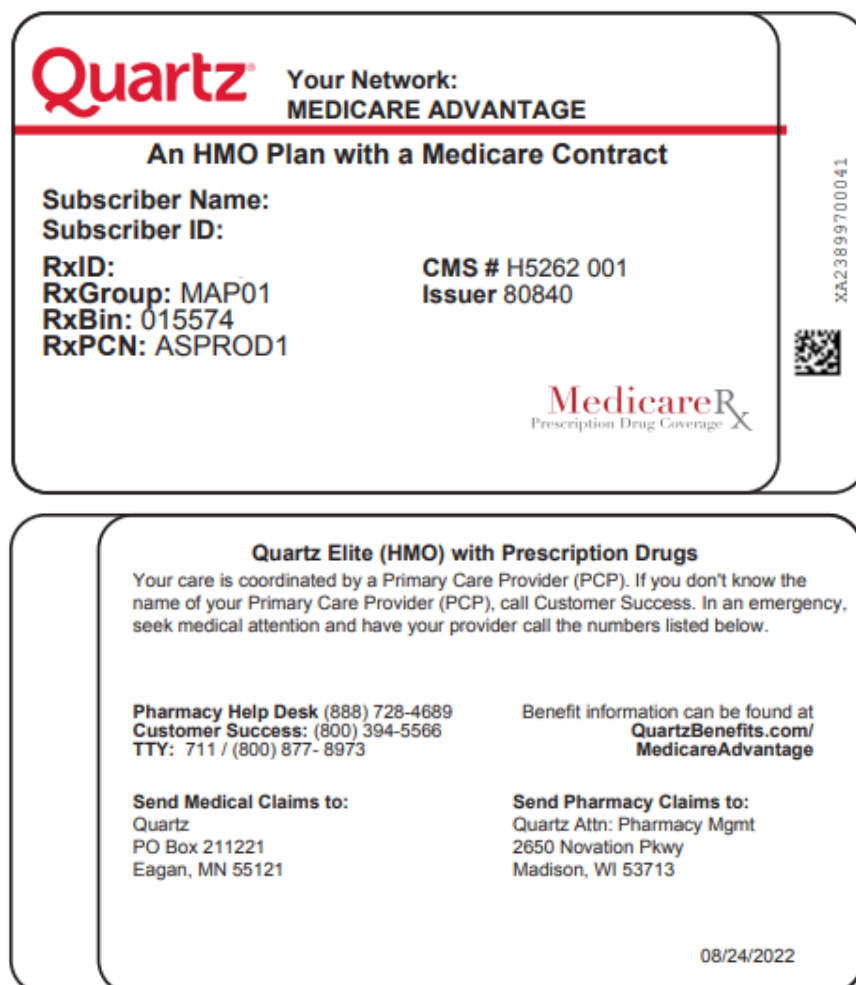 Quartz
Your Network:
MEDICARE ADVANTAGE
An HMO Plan with a Medicare Contract
Subscriber Name:
Subscriber ID:
RxID:
RxGroup: MAP01
RxBin: 015574
RxPCN: ASPROD1
CMS # H5262 001
Issuer 80840
MedicareRx
Prescription Drug Coverage
XA23899700041
Quartz Elite (HMO) with Prescription Drugs
Your care is coordinated by a Primary Care Provider (PCP). If you don't know the
name of your Primary Care Provider (PCP), call Customer Success. In an emergency,
seek medical attention and have your provider call the numbers listed below.
Pharmacy Help Desk (888) 728-4689
Customer Success: (800) 394-5566
TTY: 711 / (800) 877- 8973
Benefit information can be found at
QuartzBenefits.com/
MedicareAdvantage
Send Medical Claims to:
Quartz
PO Box 211221
Eagan, MN 55121
Send Pharmacy Claims to:
Quartz Attn: Pharmacy Mgmt
2650 Novation Pkwy
Madison, WI 53713
08/24/2022